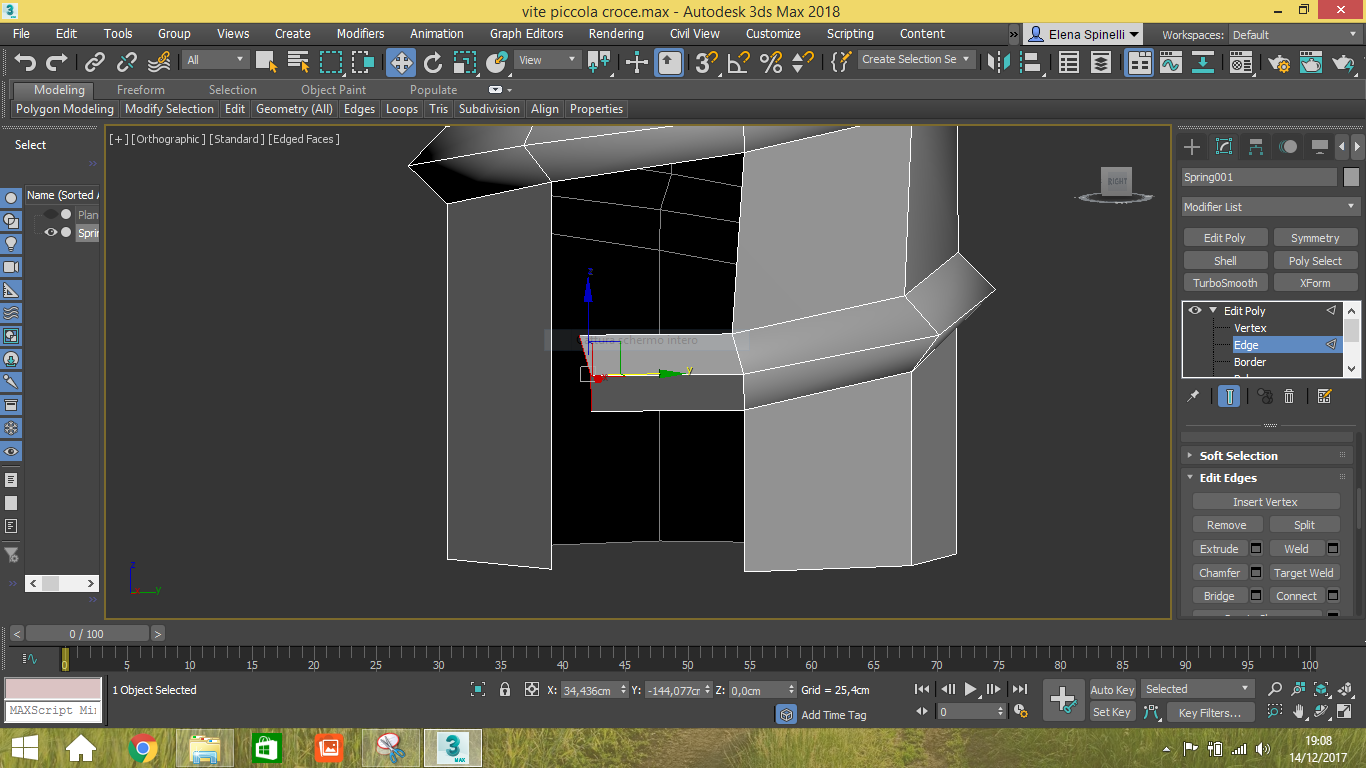 vite piccola croce.max - Autodesk 3ds Max 2018
File Edit Tools Group Views Create Modifiers Animation Graph Editors Rendering Civil View Customize Scripting Content » Elena Spinelli Workspaces: Default
All View Create Selection Se
Modeling Freeform Selection Object Paint Populate
Polygon Modeling Modify Selection Edit Geometry (All) Edges Loops Tris Subdivision Align Properties
[+] [Orthographic] [Standard] [Edged Faces]
Select
Name (Sorted A
Plan
Sprin
RIGHT
z
schermo intero
y
x
z
y
Spring001
Modifier List
Edit Poly Symmetry
Shell Poly Select
TurboSmooth XForm
Edit Poly
Vertex
Edge
Border
Soft Selection
Edit Edges
Insert Vertex
Remove Split
Extrude Weld
Chamfer Target Weld
Bridge Connect
< 0 / 100 >
0 5 10 15 20 25 30 35 40 45 50 55 60 65 70 75 80 85 90 95 100
1 Object Selected X: 34,436cm Y: -144,077cm Z: 0,0cm Grid = 25,4cm Auto Key Selected
MAXScript Min Add Time Tag 0 Set Key Key Filters...
19:08
14/12/2017